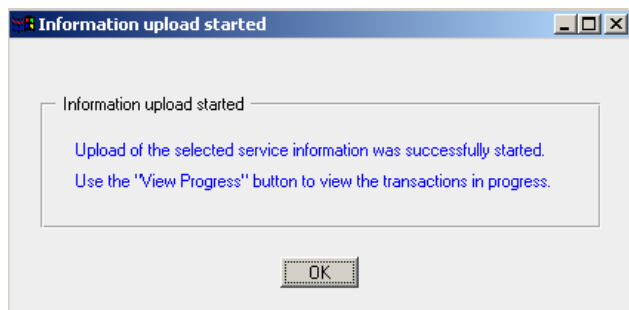 Information upload started
Information upload started
Upload of the selected service information was successfully started.
Use the "View Progress" button to view the transactions in progress.
OK